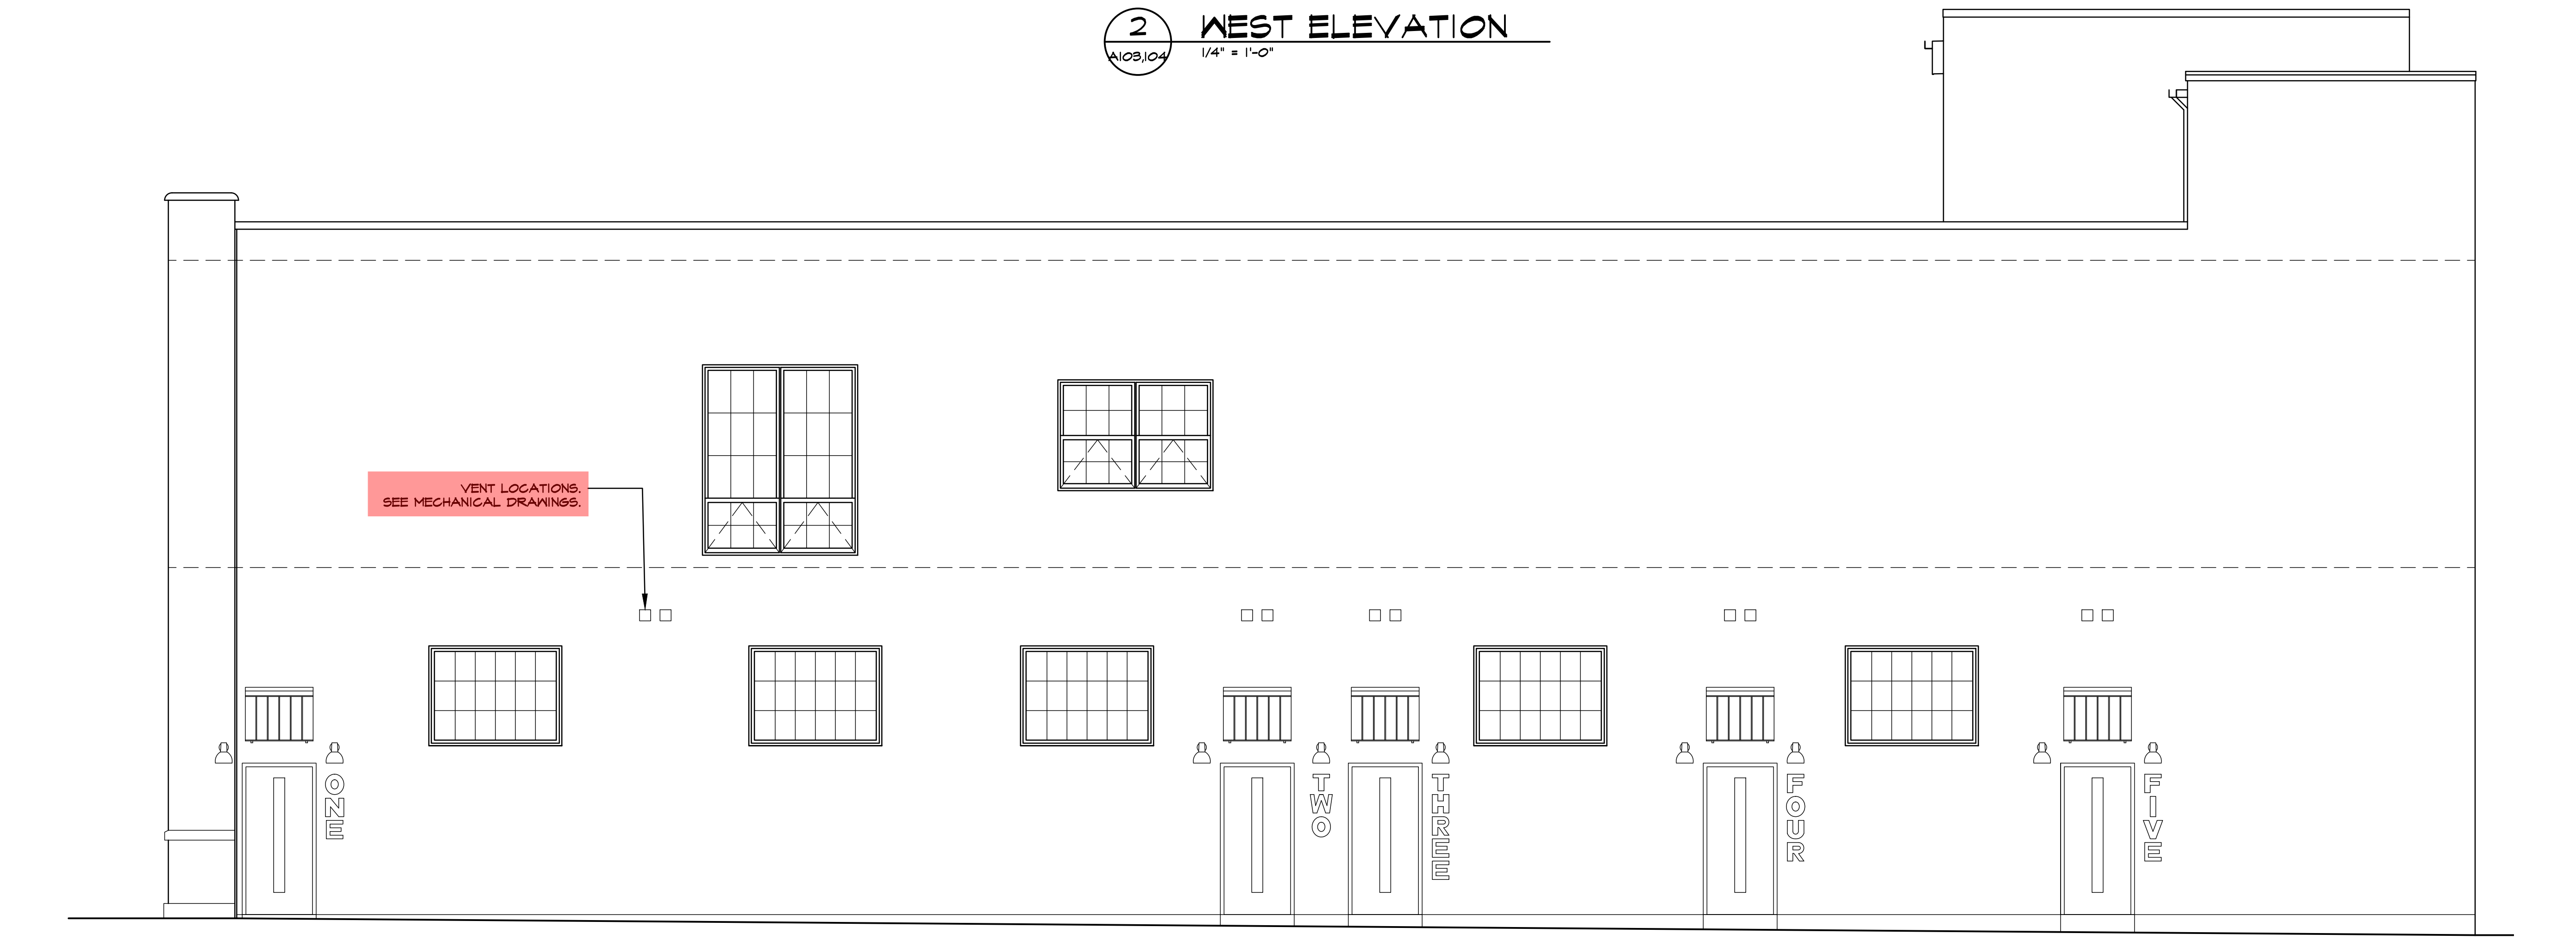 2
A103,104
WEST ELEVATION
1/4" = 1'-0"
VENT LOCATIONS.
SEE MECHANICAL DRAWINGS.
ONE
TWO
THREE
FOUR
FIVE